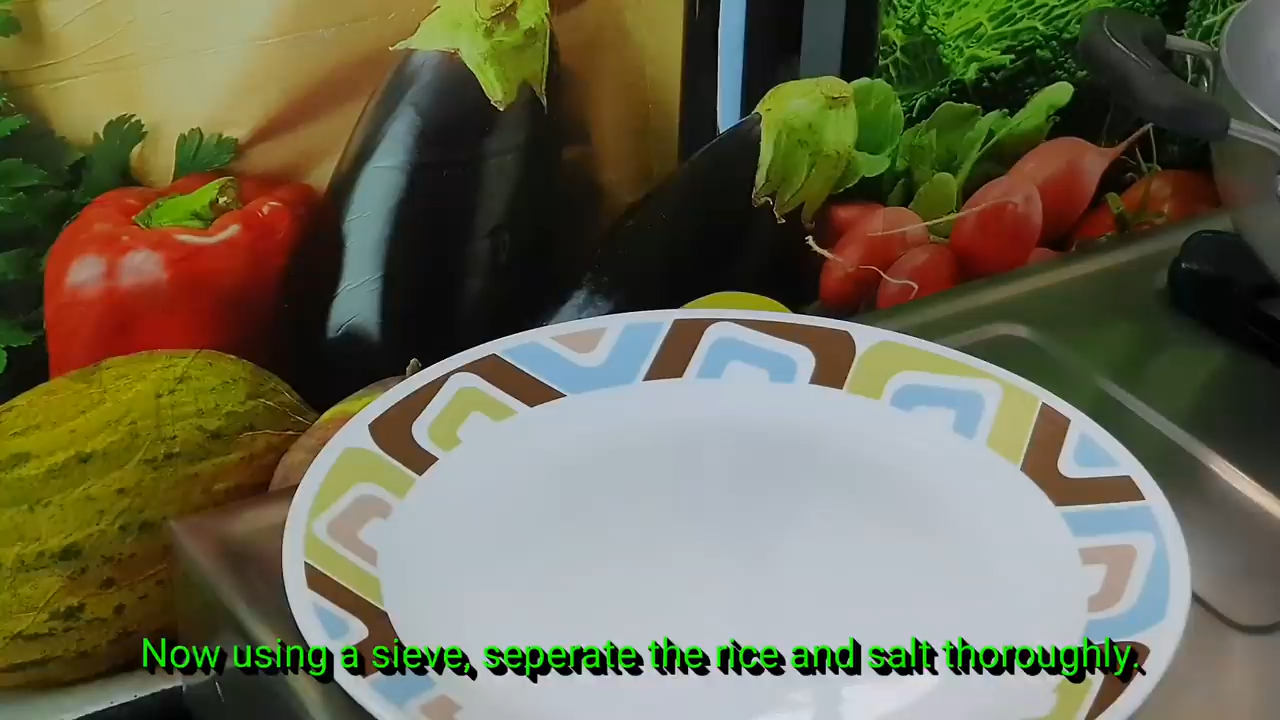 Now using a sieve, seperate the rice and salt thoroughly.